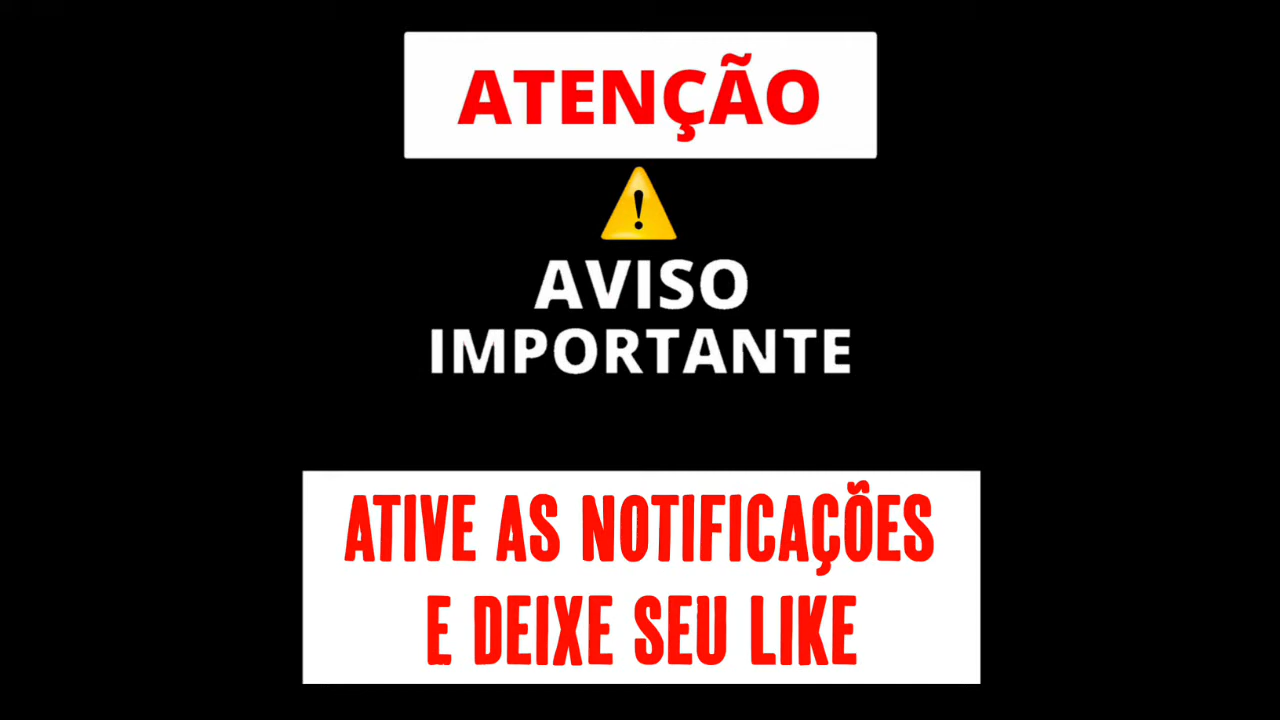 ATENÇÃO
AVISO
IMPORTANTE
ATIVE AS NOTIFICAÇÕES
E DEIXE SEU LIKE